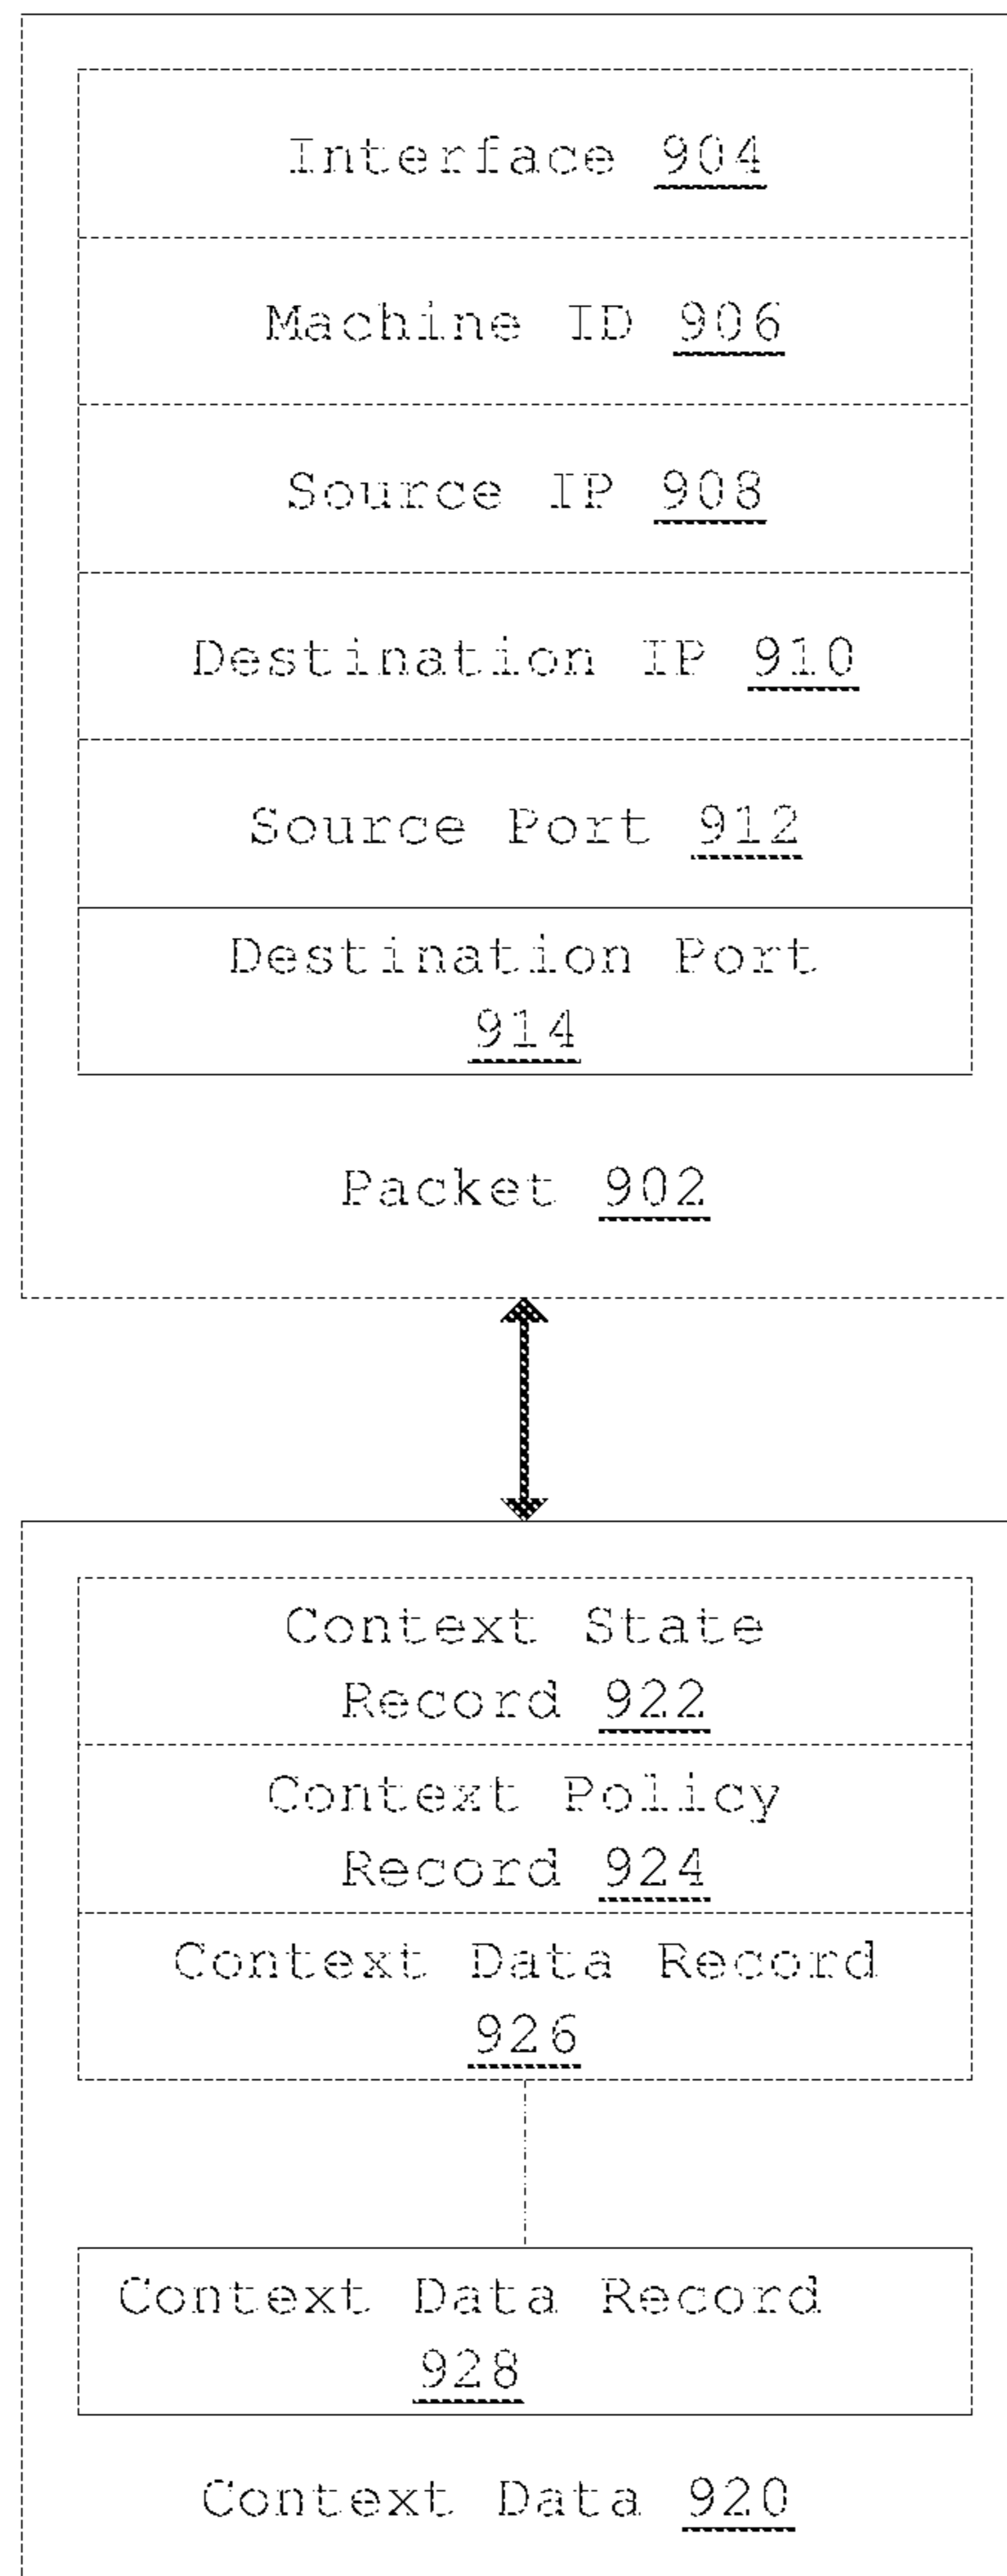 Interface 904
Machine ID 906
Source IP 908
Destination IP 910
Source Port 912
Destination Port
914
Packet 902
Context State
Record 922
Context Policy
Record 924
Context Data Record
926
Context Data Record
928
Context Data 920